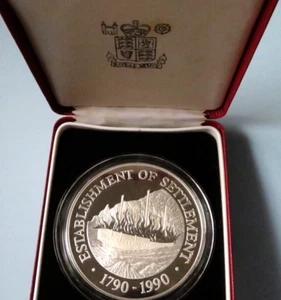 ESTABLISHMENT OF SETTLEMENT
· 1790 - 1990 ·